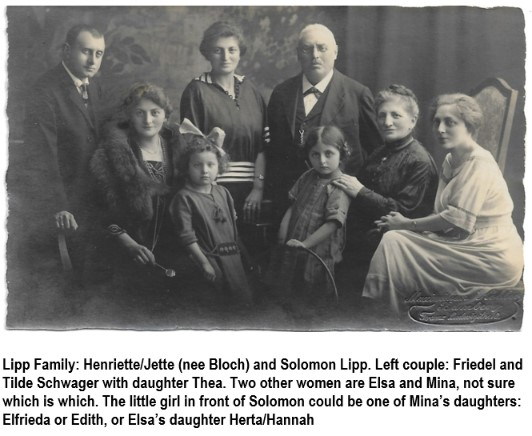 Lipp Family: Henriette/Jette (nee Bloch) and Solomon Lipp. Left couple: Friedel and
Tilde Schwager with daughter Thea. Two other women are Elsa and Mina, not sure
which is which. The little girl in front of Solomon could be one of Mina's daughters:
Elfrieda or Edith, or Elsa's daughter Herta/Hannah